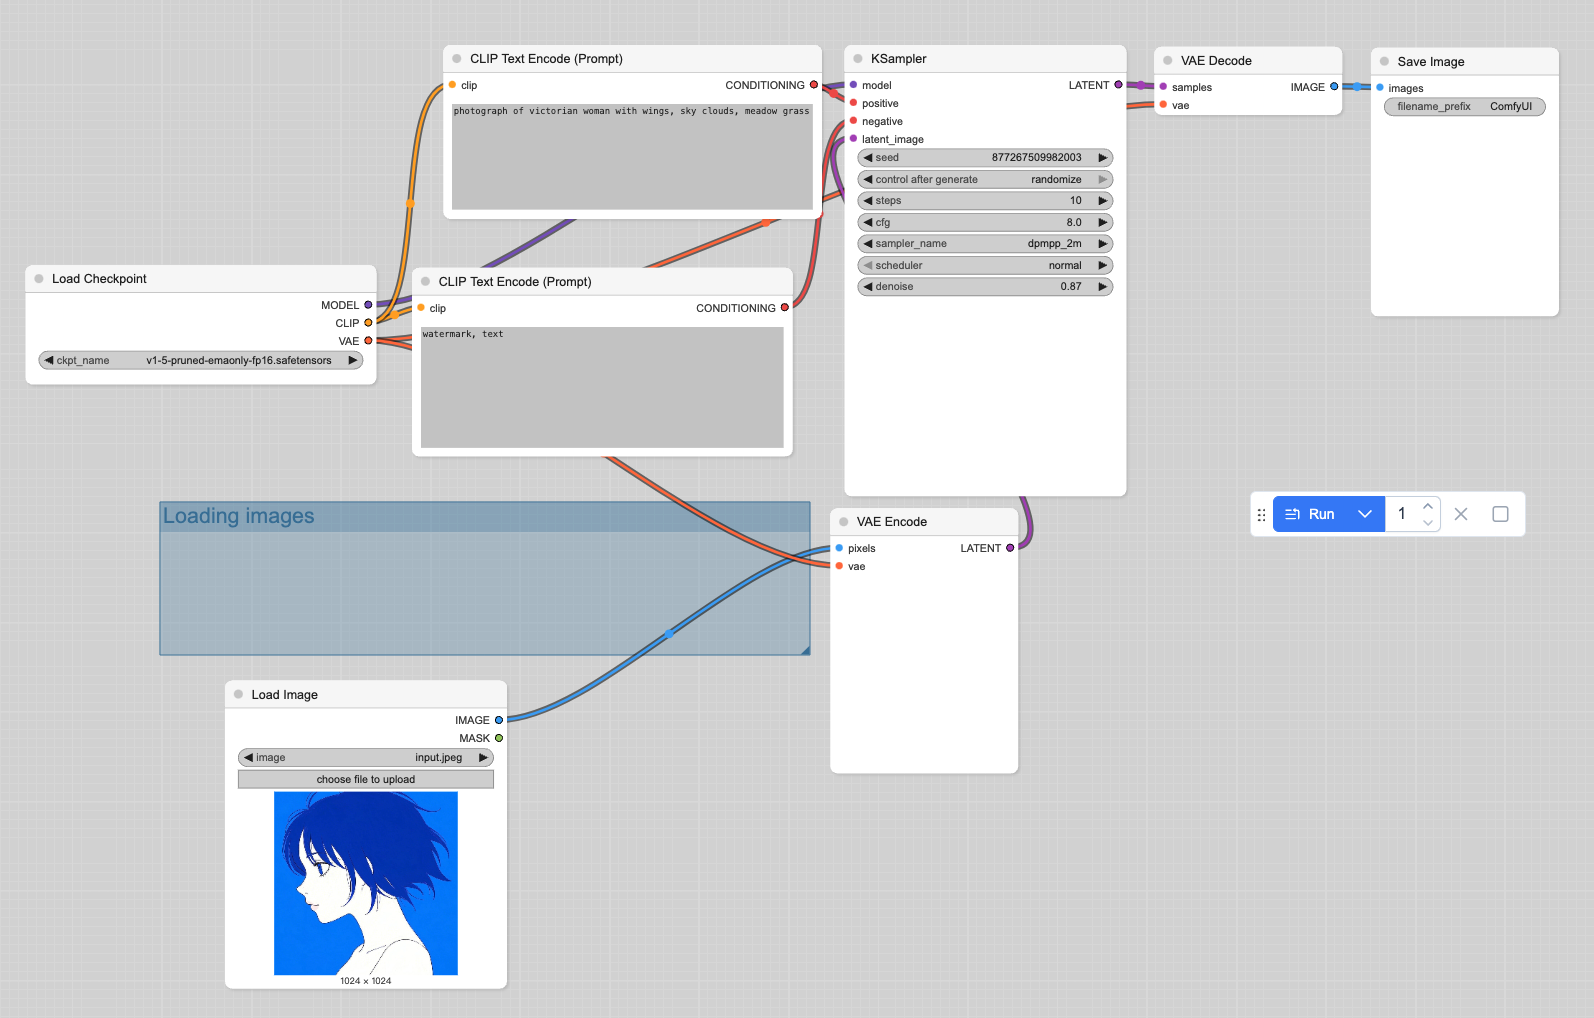 CLIP Text Encode (Prompt)
clip
CONDITIONING
photograph of victorian woman with wings, sky clouds, meadow grass
KSampler
model
LATENT
positive
negative
latent_image
seed
877267509982003
control after generate
randomize
steps
10
cfg
8.0
sampler_name
dpmpp_2m
scheduler
normal
denoise
0.87
VAE Decode
samples
IMAGE
vae
Save Image
images
filename_prefix
ComfyUI
Load Checkpoint
MODEL
CLIP
VAE
ckpt_name
v1-5-pruned-emaonly-fp16.safetensors
CLIP Text Encode (Prompt)
clip
CONDITIONING
watermark, text
Run
1
Loading images
VAE Encode
pixels
LATENT
vae
Load Image
IMAGE
MASK
image
input.jpeg
choose file to upload
1024 × 1024